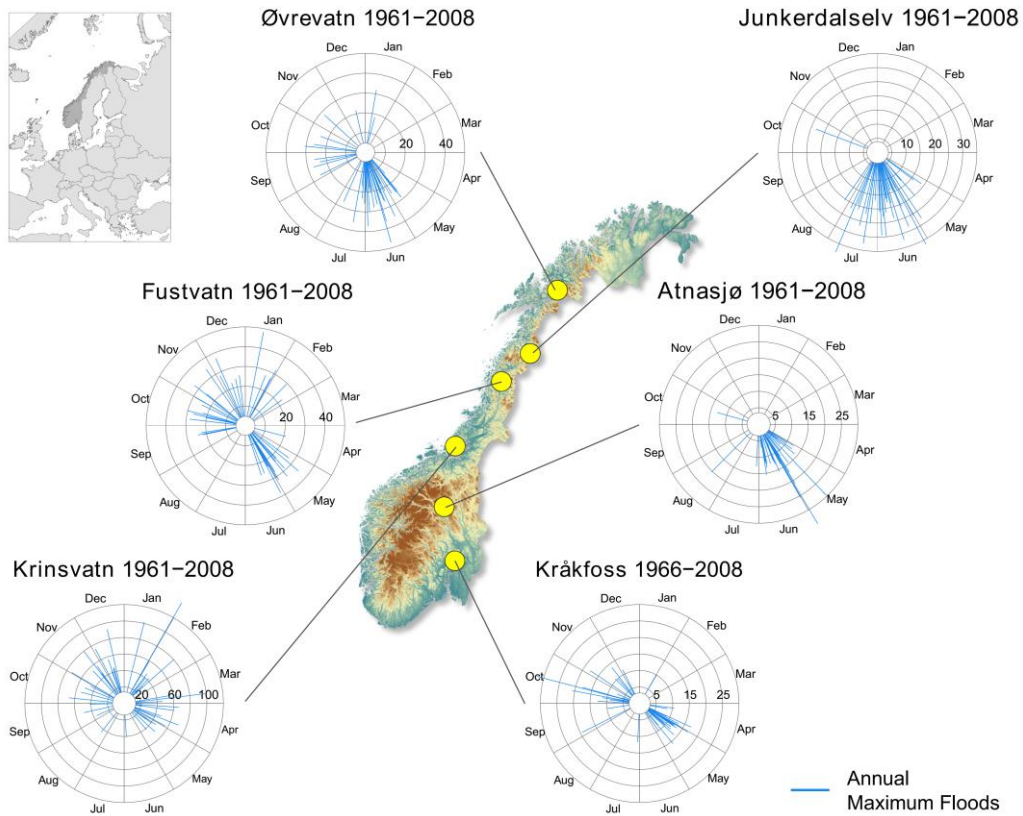 Øvrevatn 1961−2008
Dec
Jan
Nov
Feb
Oct
Mar
20
40
Sep
Apr
Aug
May
Jul
Jun
Junkerdalselv 1961−2008
Dec
Jan
Nov
Feb
Oct
Mar
10
20
30
Sep
Apr
Aug
May
Jul
Jun
Fustvatn 1961−2008
Dec
Jan
Nov
Feb
Oct
Mar
20
40
Sep
Apr
Aug
May
Jul
Jun
Atnasjø 1961−2008
Dec
Jan
Nov
Feb
Oct
Mar
5
15
25
Sep
Apr
Aug
May
Jul
Jun
Krinsvatn 1961−2008
Dec
Jan
Nov
Feb
Oct
Mar
20
60
100
Sep
Apr
Aug
May
Jul
Jun
Kråkfoss 1966−2008
Dec
Jan
Nov
Feb
Oct
Mar
5
15
25
Sep
Apr
Aug
May
Jul
Jun
Annual
Maximum Floods